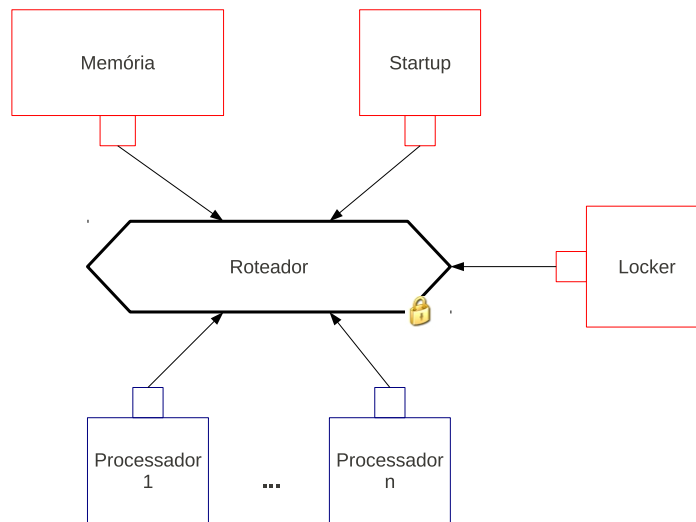 Memória
Startup
Roteador
Locker
Processador
1
...
Processador
n